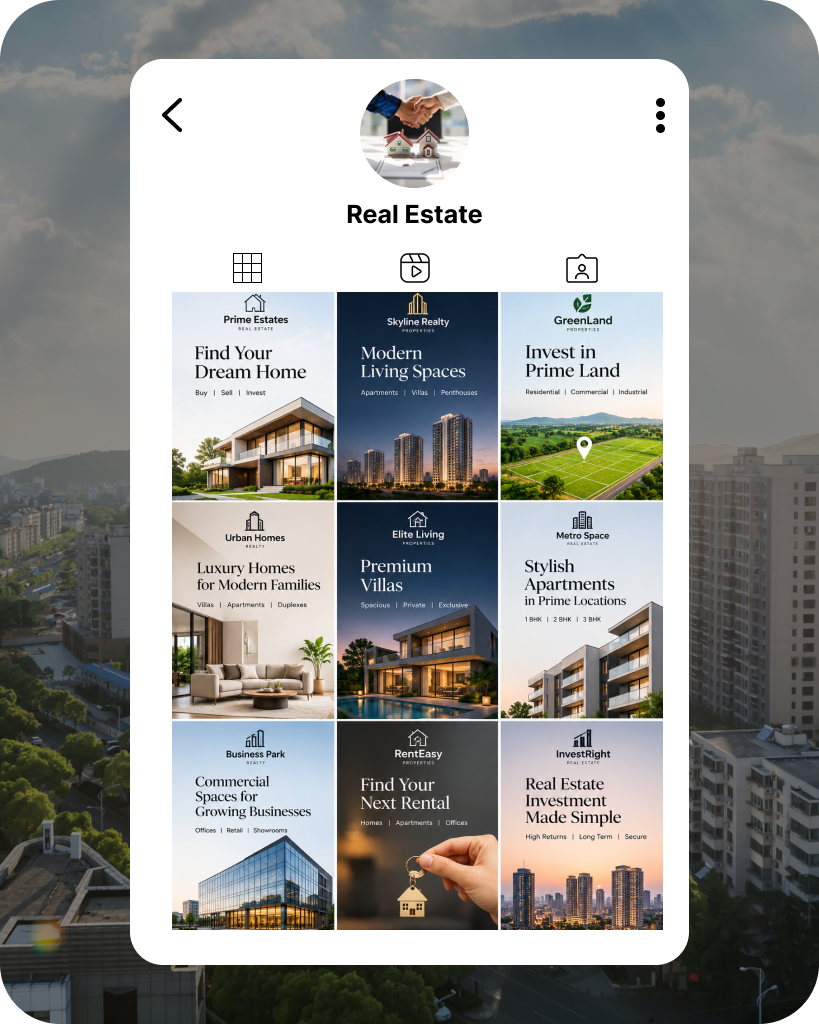 Real Estate
Prime Estates
REAL ESTATE
Find Your
Dream Home
Buy | Sell | Invest
Skyline Realty
PROPERTIES
Modern
Living Spaces
Apartments | Villas | Penthouses
GreenLand
PROPERTIES
Invest in
Prime Land
Residential | Commercial | Industrial
Urban Homes
REALTY
Luxury Homes
for Modern Families
Villas | Apartments | Duplexes
Elite Living
PROPERTIES
Premium
Villas
Spacious | Private | Exclusive
Metro Space
REAL ESTATE
Stylish
Apartments
in Prime Locations
1 BHK | 2 BHK | 3 BHK
Business Park
REALTY
Commercial
Spaces for
Growing Businesses
Offices | Retail | Showrooms
RentEasy
PROPERTIES
Find Your
Next Rental
Homes | Apartments | Offices
InvestRight
REAL ESTATE
Real Estate
Investment
Made Simple
High Returns | Long Term | Secure